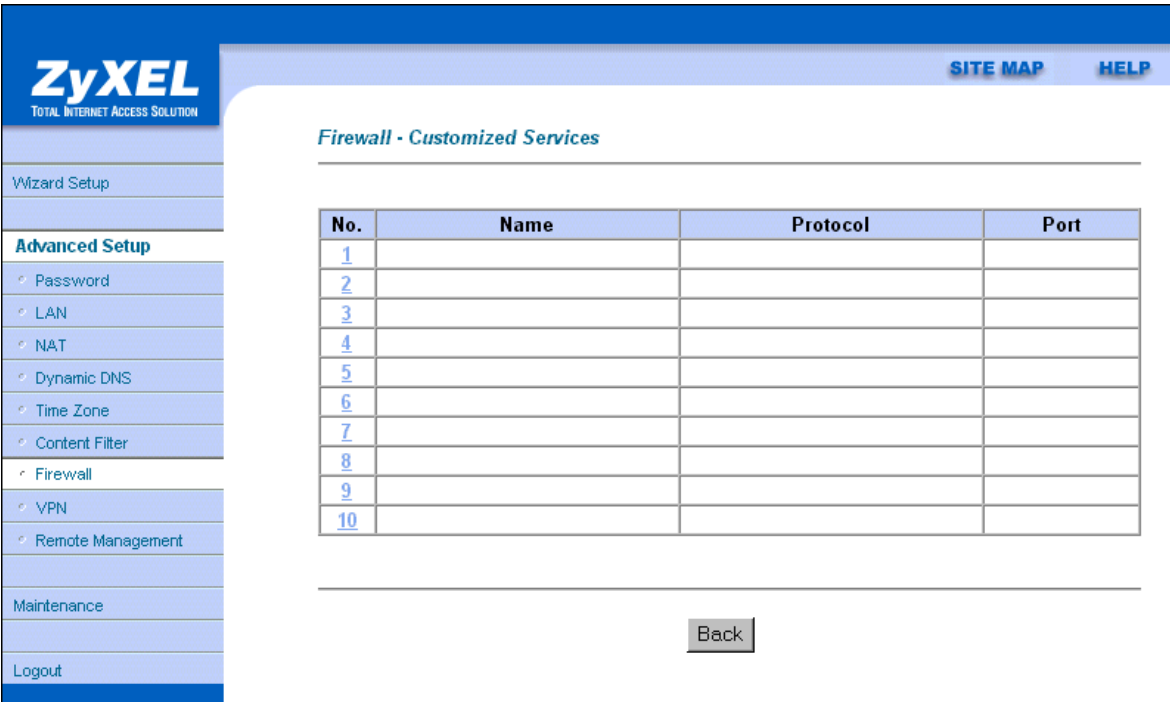 ZyXEL
TOTAL INTERNET ACCESS SOLUTION
SITE MAP HELP
Wizard Setup
Advanced Setup
Password
LAN
NAT
Dynamic DNS
Time Zone
Content Filter
Firewall
VPN
Remote Management
Maintenance
Logout
Firewall - Customized Services
No. Name Protocol Port
1
2
3
4
5
6
7
8
9
10
Back